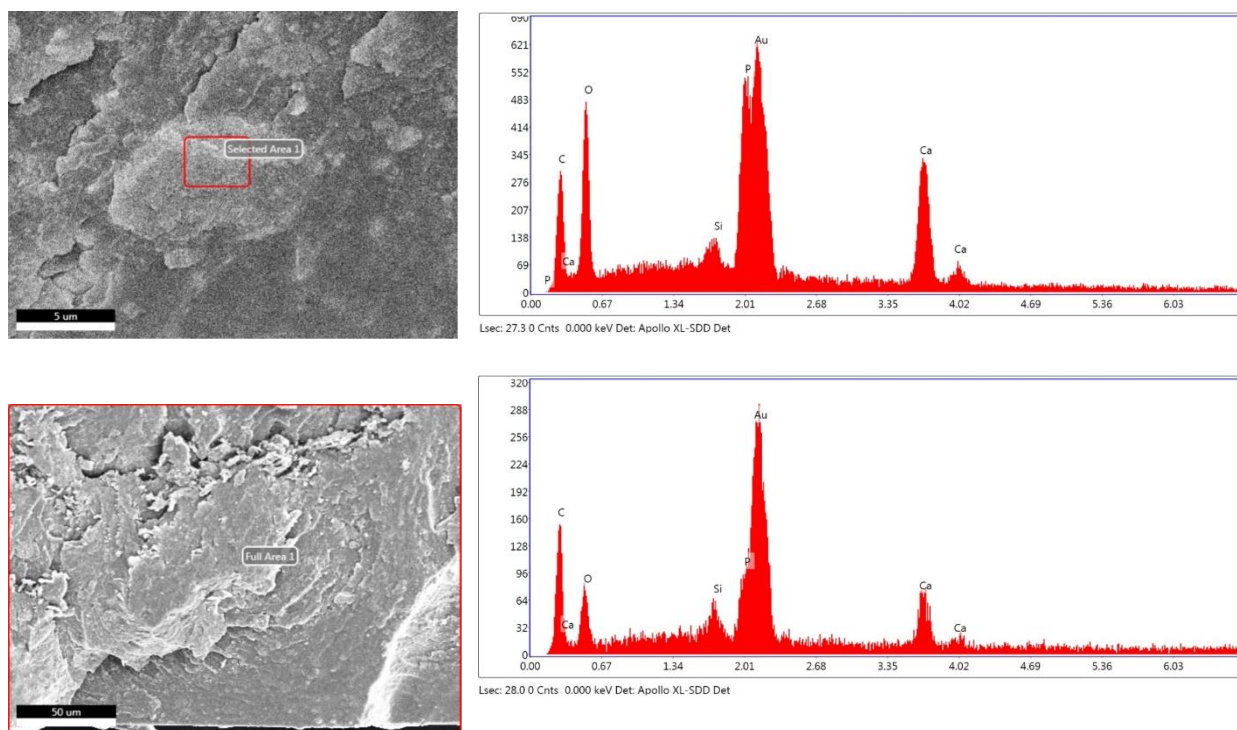 Selected Area 1
5 um
690
621
552
483
414
345
276
207
138
69
0
Au
P
O
C
Ca
Si
Ca
Ca
P
0.00 0.67 1.34 2.01 2.68 3.35 4.02 4.69 5.36 6.03
Lsec: 27.3 0 Cnts 0.000 keV Det: Apollo XL-SDD Det
Full Area 1
50 um
320
288
256
224
192
160
128
96
64
32
0
Au
C
P
O
Si
Ca
Ca
Ca
0.00 0.67 1.34 2.01 2.68 3.35 4.02 4.69 5.36 6.03
Lsec: 28.0 0 Cnts 0.000 keV Det: Apollo XL-SDD Det